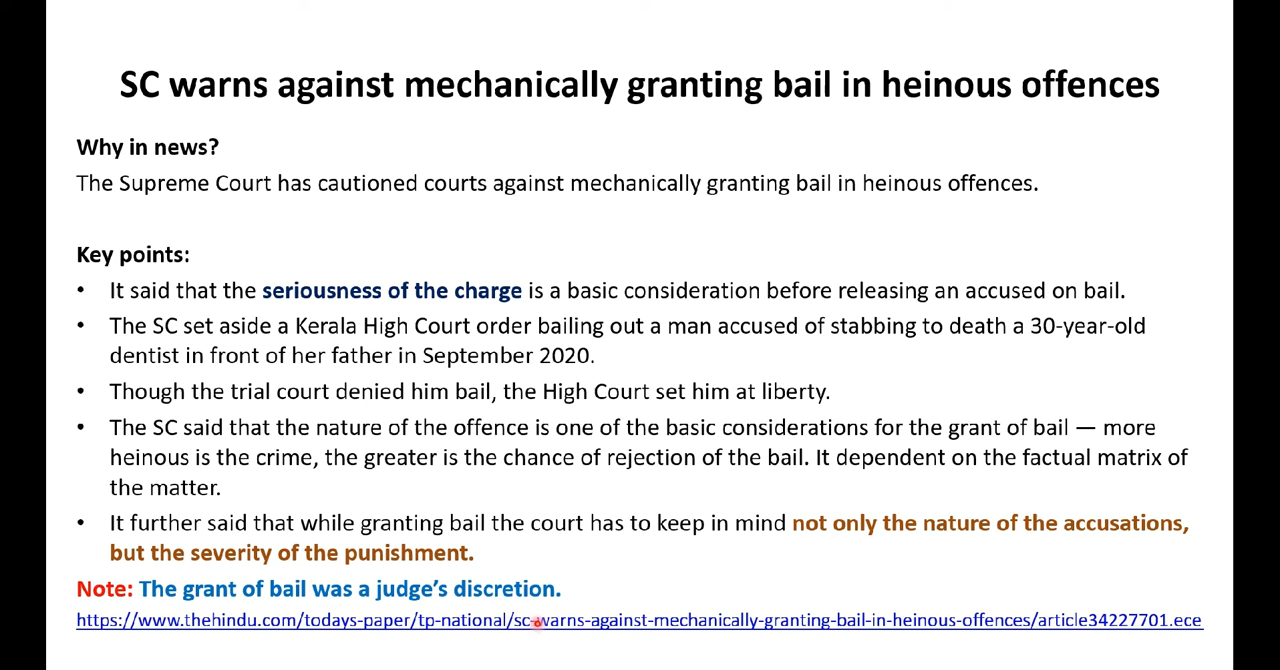 SC warns against mechanically granting bail in heinous offences
Why in news?
The Supreme Court has cautioned courts against mechanically granting bail in heinous offences.
Key points:
• It said that the seriousness of the charge is a basic consideration before releasing an accused on bail.
• The SC set aside a Kerala High Court order bailing out a man accused of stabbing to death a 30-year-old
dentist in front of her father in September 2020.
• Though the trial court denied him bail, the High Court set him at liberty.
• The SC said that the nature of the offence is one of the basic considerations for the grant of bail — more
heinous is the crime, the greater is the chance of rejection of the bail. It dependent on the factual matrix of
the matter.
• It further said that while granting bail the court has to keep in mind not only the nature of the accusations,
but the severity of the punishment.
Note: The grant of bail was a judge's discretion.
https://www.thehindu.com/todays-paper/tp-national/sc-warns-against-mechanically-granting-bail-in-heinous-offences/article34227701.ece